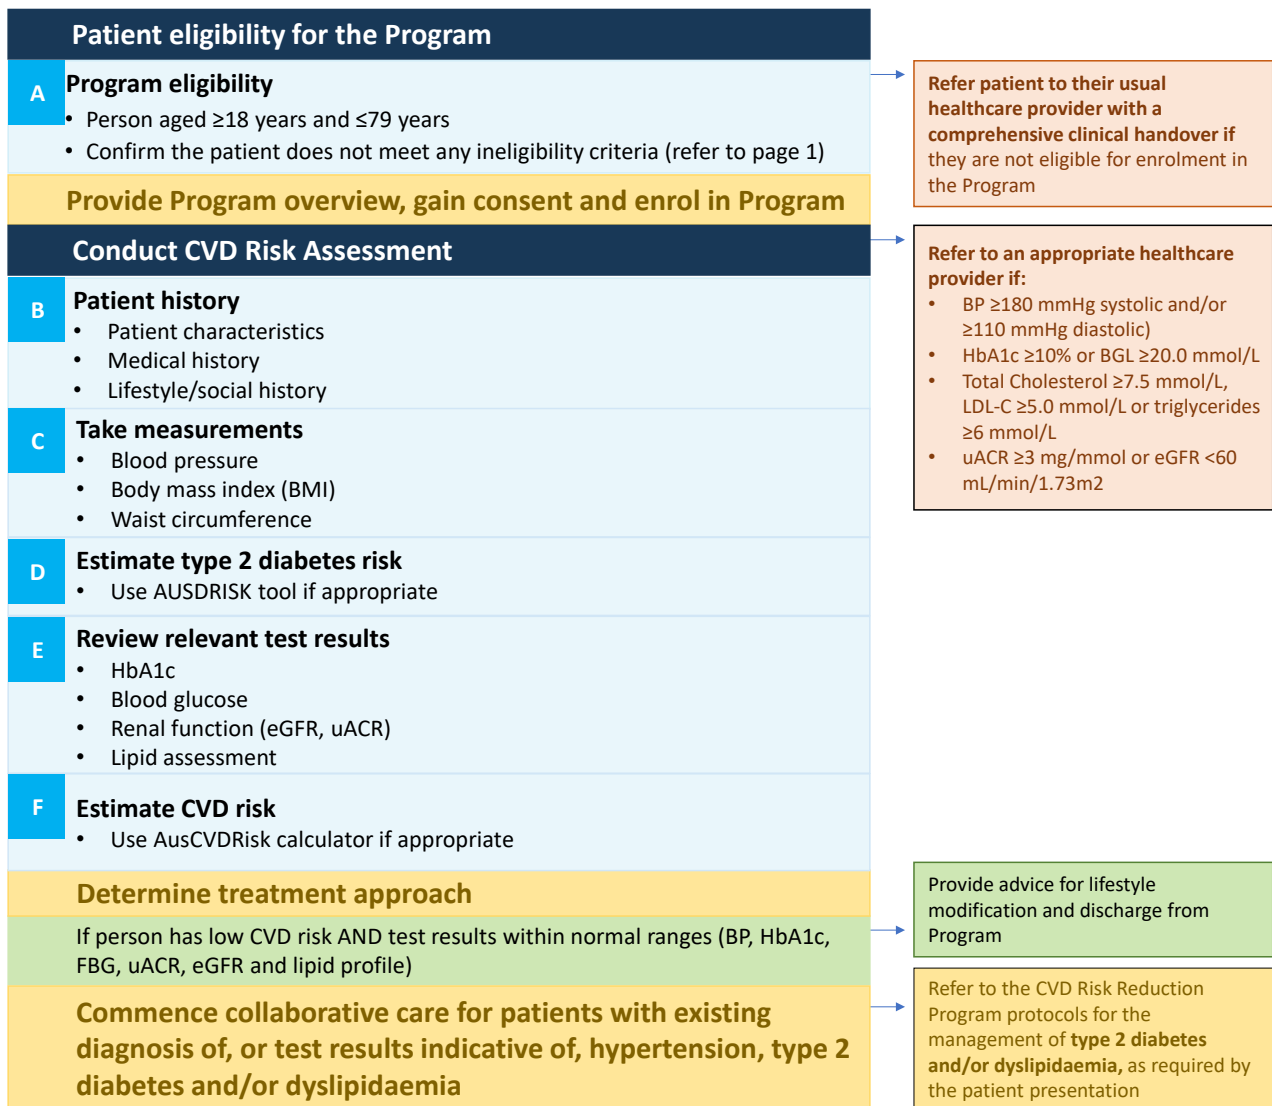 Patient eligibility for the Program
A
Program eligibility
• Person aged ≥18 years and ≤79 years
• Confirm the patient does not meet any ineligibility criteria (refer to page 1)
Refer patient to their usual
healthcare provider with a
comprehensive clinical handover if
they are not eligible for enrolment in
the Program
Provide Program overview, gain consent and enrol in Program
Conduct CVD Risk Assessment
B
Patient history
• Patient characteristics
• Medical history
• Lifestyle/social history
Refer to an appropriate healthcare
provider if:
• BP ≥180 mmHg systolic and/or
≥110 mmHg diastolic)
• HbA1c ≥10% or BGL ≥20.0 mmol/L
• Total Cholesterol ≥7.5 mmol/L,
LDL-C ≥5.0 mmol/L or triglycerides
≥6 mmol/L
• uACR ≥3 mg/mmol or eGFR <60
mL/min/1.73m2
C
Take measurements
• Blood pressure
• Body mass index (BMI)
• Waist circumference
D
Estimate type 2 diabetes risk
• Use AUSDRISK tool if appropriate
E
Review relevant test results
• HbA1c
• Blood glucose
• Renal function (eGFR, uACR)
• Lipid assessment
F
Estimate CVD risk
• Use AusCVDRisk calculator if appropriate
Determine treatment approach
If person has low CVD risk AND test results within normal ranges (BP, HbA1c,
FBG, uACR, eGFR and lipid profile)
Provide advice for lifestyle
modification and discharge from
Program
Commence collaborative care for patients with existing
diagnosis of, or test results indicative of, hypertension, type 2
diabetes and/or dyslipidaemia
Refer to the CVD Risk Reduction
Program protocols for the
management of type 2 diabetes
and/or dyslipidaemia, as required by
the patient presentation